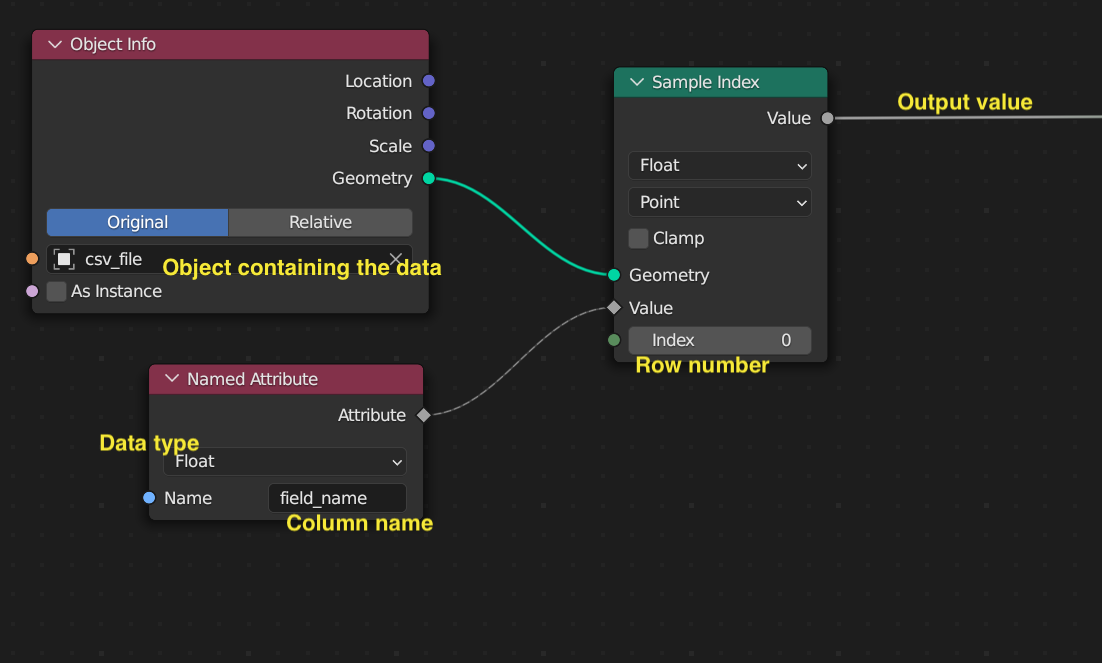 Object Info
Location
Rotation
Scale
Geometry
Original Relative
csv_file
Object containing the data
As Instance
Named Attribute
Attribute
Data type
Float
Name field_name
Column name
Sample Index
Value
Output value
Float
Point
Clamp
Geometry
Value
Index 0
Row number